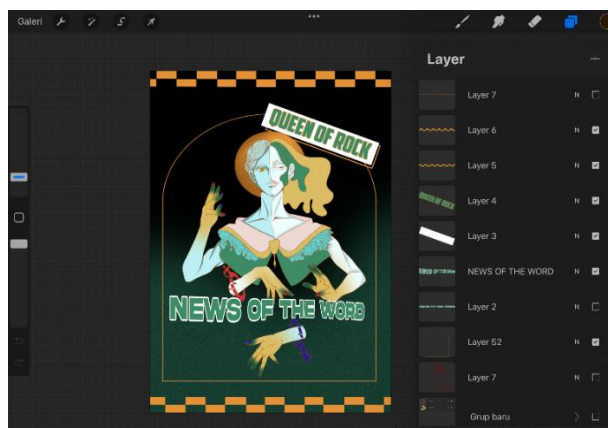 Galeri
Layer
Layer 7
N
Layer 6
N
Layer 5
N
Layer 4
N
Layer 3
N
NEWS OF THE WORD
N
Layer 2
N
Layer 52
N
Layer 7
N
Grup baru
QUEEN OF ROCK
NEWS OF THE WORD